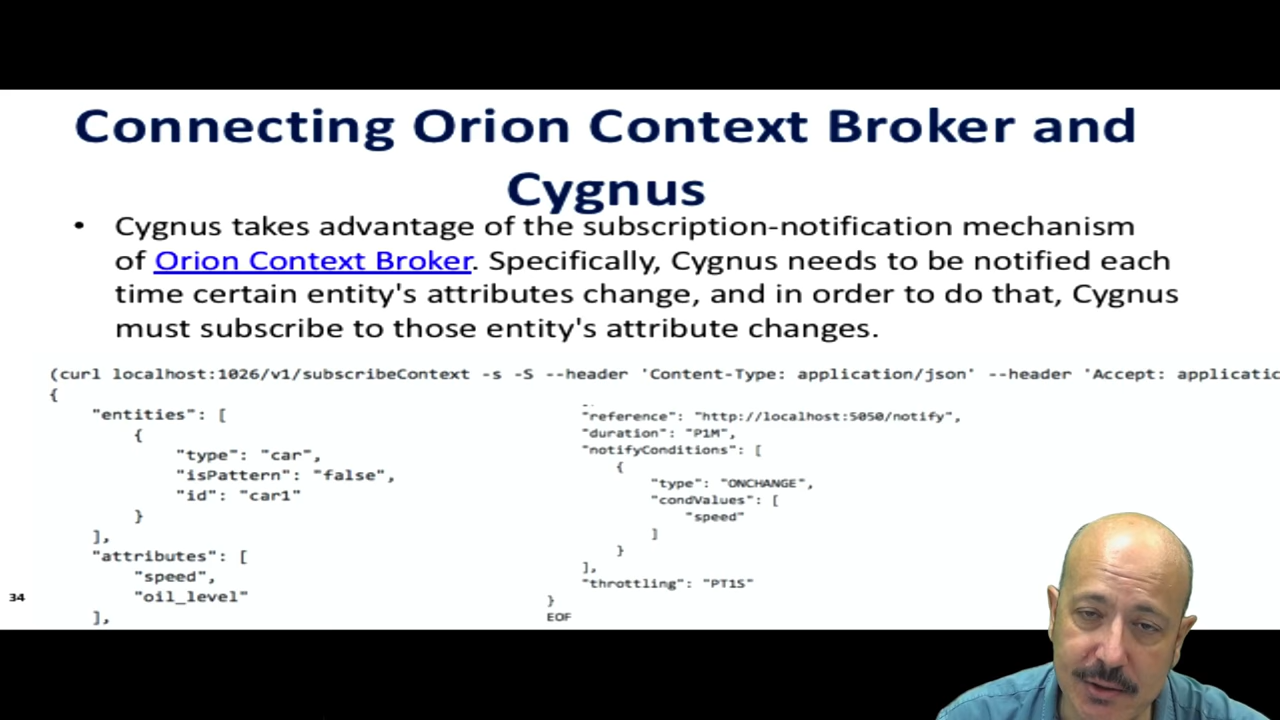 Connecting Orion Context Broker and
Cygnus
• Cygnus takes advantage of the subscription-notification mechanism
of Orion Context Broker. Specifically, Cygnus needs to be notified each
time certain entity's attributes change, and in order to do that, Cygnus
must subscribe to those entity's attribute changes.
(curl localhost:1026/v1/subscribeContext -s -S --header 'Content-Type: application/json' --header 'Accept: applicatio
{
"entities": [
{
"type": "car",
"isPattern": "false",
"id": "car1"
}
],
"attributes": [
"speed",
"oil_level"
],
"reference": "http://localhost:5050/notify",
"duration": "P1M",
"notifyConditions": [
{
"type": "ONCHANGE",
"condValues": [
"speed"
]
}
],
"throttling": "PT1S"
}
EOF
34